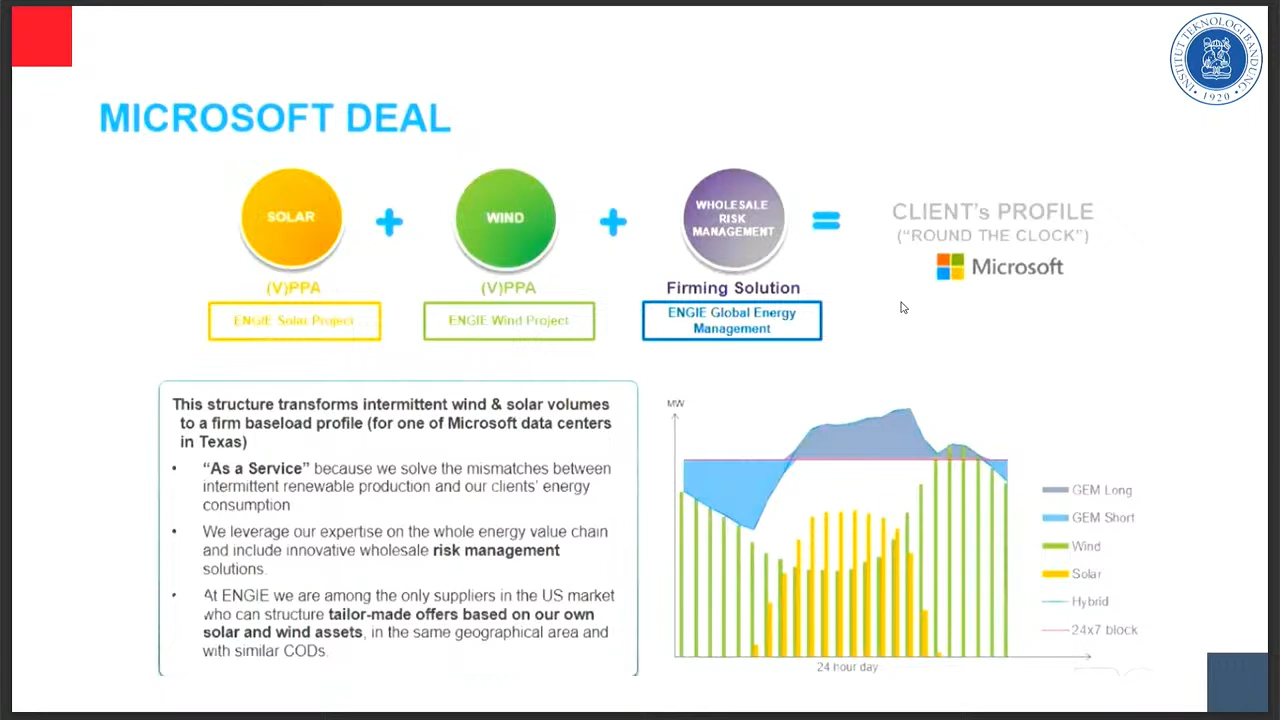 INSTITUT TEKNOLOGI BANDUNG
1920
MICROSOFT DEAL
SOLAR
WIND
WHOLESALE
RISK
MANAGEMENT
CLIENT's PROFILE
("ROUND THE CLOCK")
Microsoft
(V)PPA
(V)PPA
Firming Solution
ENGIE Solar Project
ENGIE Wind Project
ENGIE Global Energy
Management
This structure transforms intermittent wind & solar volumes
to a firm baseload profile (for one of Microsoft data centers
in Texas)
• “As a Service” because we solve the mismatches between
intermittent renewable production and our clients’ energy
consumption
• We leverage our expertise on the whole energy value chain
and include innovative wholesale risk management
solutions.
• At ENGIE we are among the only suppliers in the US market
who can structure tailor-made offers based on our own
solar and wind assets, in the same geographical area and
with similar CODs.
MW
24 hour day
GEM Long
GEM Short
Wind
Solar
Hybrid
24x7 block